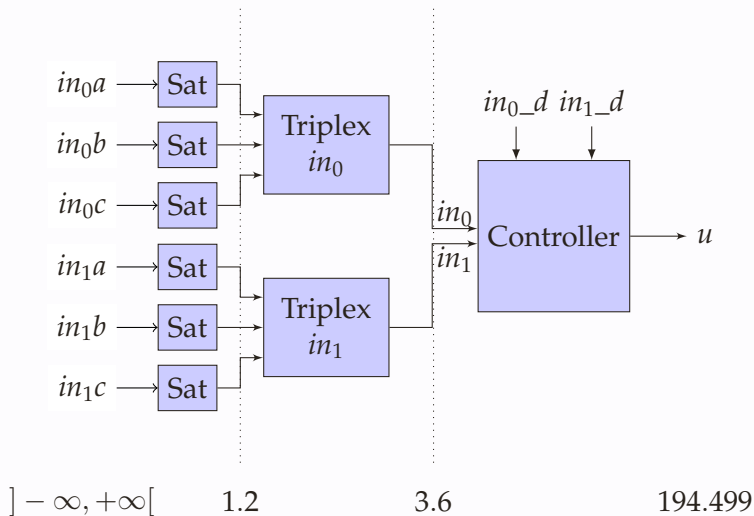 in₀a
Sat
in₀b
Sat
in₀c
Sat
in₁a
Sat
in₁b
Sat
in₁c
Sat
Triplex
in₀
Triplex
in₁
in₀_d in₁_d
in₀
in₁
Controller
u
] − ∞, +∞[ 1.2 3.6 194.499